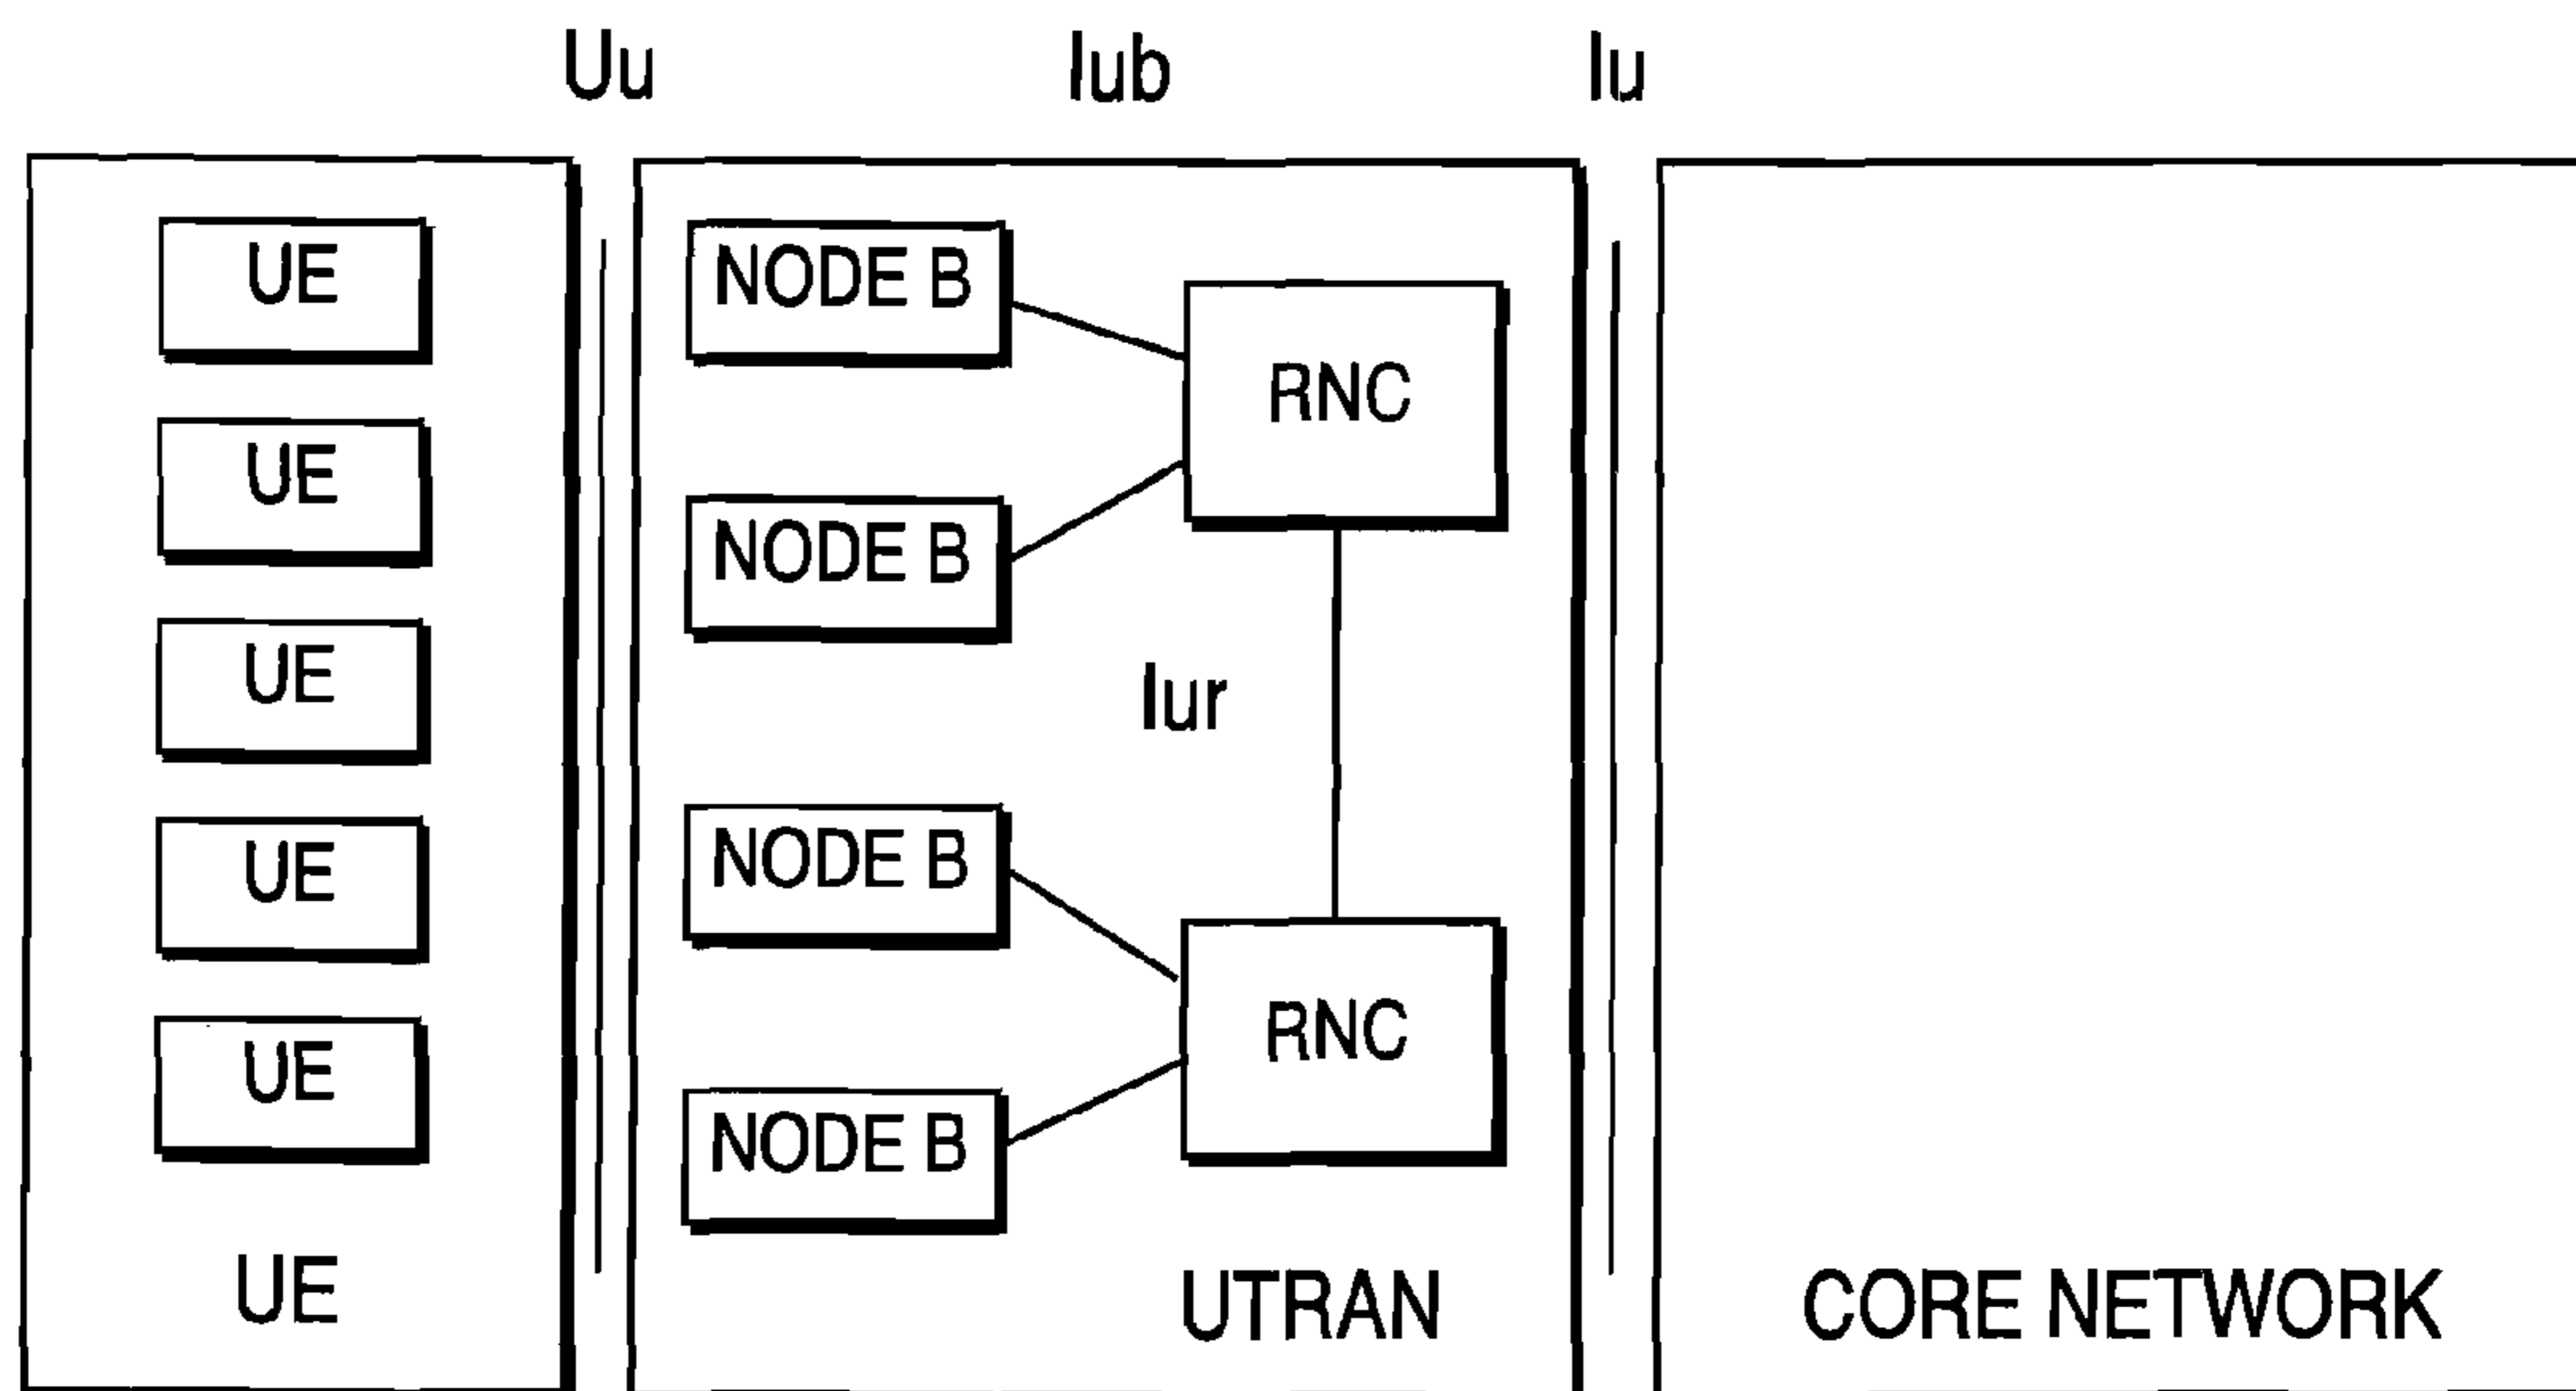 Uu
Iub
Iu
UE
UE
UE
UE
UE
UE
NODE B
NODE B
NODE B
NODE B
RNC
Iur
RNC
UTRAN
CORE NETWORK